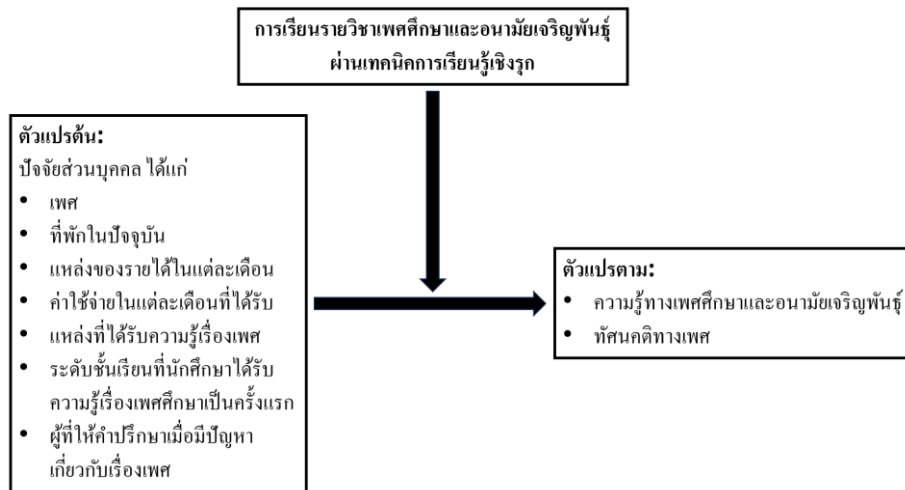 การเรียนรายวิชาเพศศึกษาและอนามัยเจริญพันธุ์
ผ่านเทคนิคการเรียนรู้เชิงรุก
ตัวแปรต้น:
ปัจจัยส่วนบุคคล ได้แก่
• เพศ
• ที่พักในปัจจุบัน
• แหล่งของรายได้ในแต่ละเดือน
• ค่าใช้จ่ายในแต่ละเดือนที่ได้รับ
• แหล่งที่ได้รับความรู้เรื่องเพศ
• ระดับชั้นเรียนที่นักศึกษาได้รับ
ความรู้เรื่องเพศศึกษาเป็นครั้งแรก
• ผู้ที่ให้คำปรึกษาเมื่อมีปัญหา
เกี่ยวกับเรื่องเพศ
ตัวแปรตาม:
• ความรู้ทางเพศศึกษาและอนามัยเจริญพันธุ์
• ทัศนคติทางเพศ